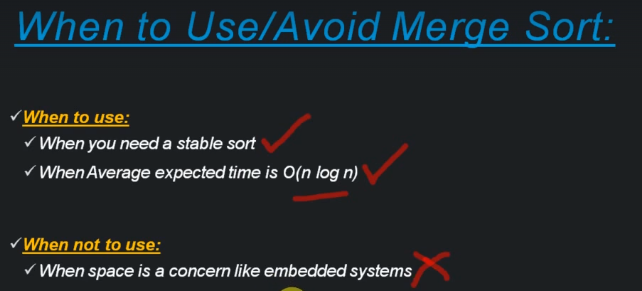 When to Use/Avoid Merge Sort:
When to use:
When you need a stable sort
When Average expected time is O(n log n)
When not to use:
When space is a concern like embedded systems